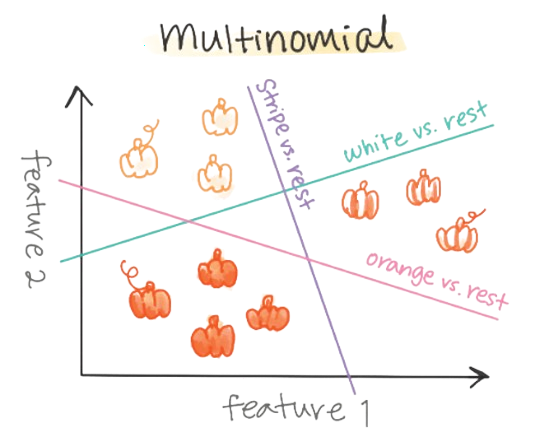 Multinomial
Stripe vs. rest
white vs. rest
feature 2
orange vs. rest
feature 1